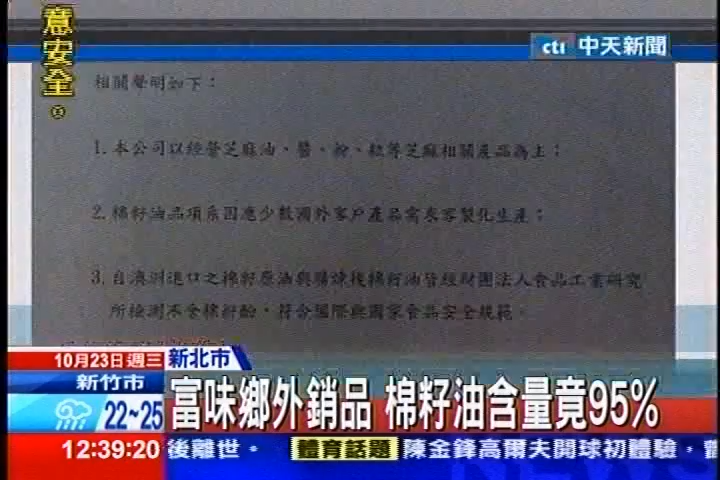 意安全。
cti 中天新聞
相關聲明如下：
1. 本公司以經營芝麻油、醬、粉、粒等芝麻相關產品為主；
2. 棉籽油品項系因應少數國外客戶產品需求客製化生產；
3. 自澳洲進口之棉籽原油與精煉後棉籽油皆經財團法人食品工業研究
所檢測不含棉籽酚，符合國際與國家食品安全規範。
10月23日週三
新北市
新竹市
22~25
富味鄉外銷品 棉籽油含量竟95%
12:39:20
後離世。 體育話題 陳金鋒高爾夫開球初體驗，
NEWS